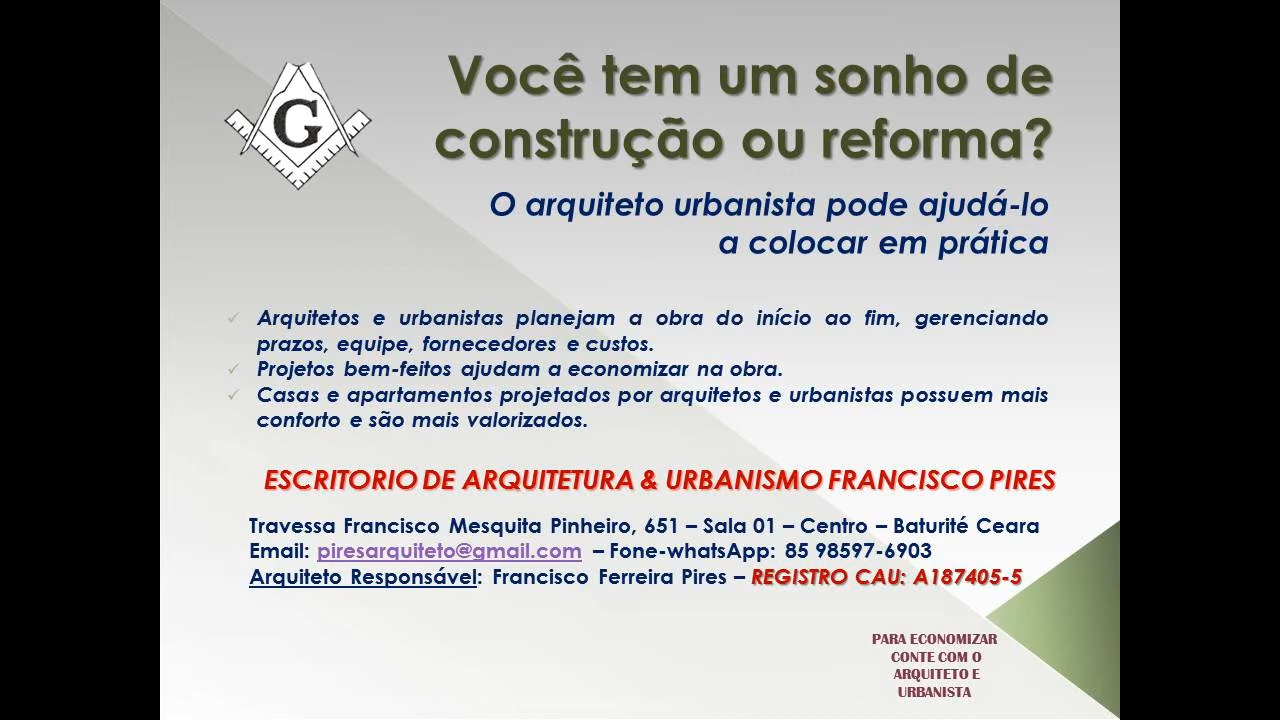 G
Você tem um sonho de
construção ou reforma?
O arquiteto urbanista pode ajudá-lo
a colocar em prática
Arquitetos e urbanistas planejam a obra do início ao fim, gerenciando
prazos, equipe, fornecedores e custos.
Projetos bem-feitos ajudam a economizar na obra.
Casas e apartamentos projetados por arquitetos e urbanistas possuem mais
conforto e são mais valorizados.
ESCRITORIO DE ARQUITETURA & URBANISMO FRANCISCO PIRES
Travessa Francisco Mesquita Pinheiro, 651 – Sala 01 – Centro – Baturité Ceara
Email: piresarquiteto@gmail.com – Fone-whatsApp: 85 98597-6903
Arquiteto Responsável: Francisco Ferreira Pires – REGISTRO CAU: A187405-5
PARA ECONOMIZAR
CONTE COM O
ARQUITETO E
URBANISTA